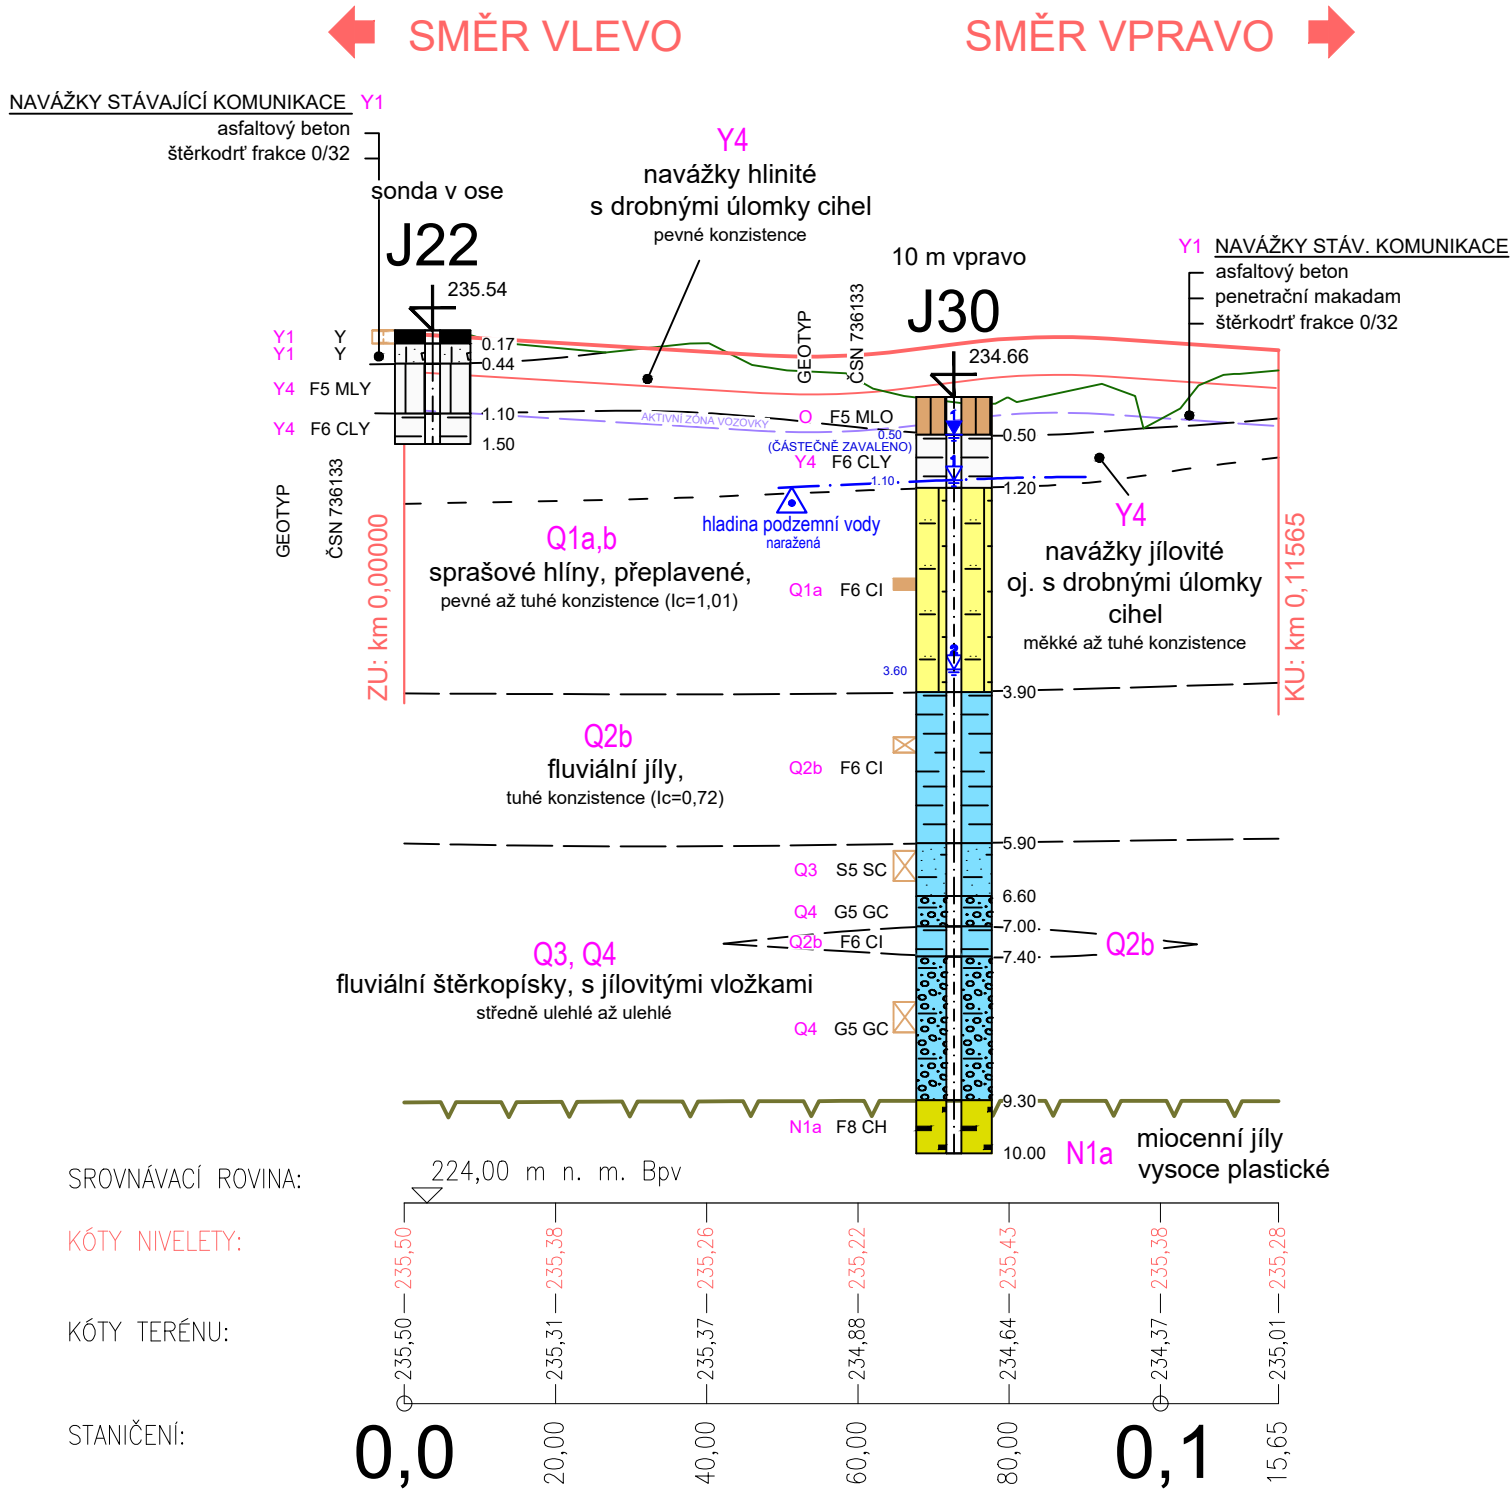 SMĚR VLEVO
SMĚR VPRAVO
NAVÁŽKY STÁVAJÍCÍ KOMUNIKACE Y1
asfaltový beton
štěrkodrť frakce 0/32
sonda v ose
J22
235.54
Y4
navážky hlinité
s drobnými úlomky cihel
pevné konzistence
10 m vpravo
J30
234.66
GEOTYP
ČSN 736133
Y1 NAVÁŽKY STÁV. KOMUNIKACE
asfaltový beton
penetrační makadam
štěrkodrť frakce 0/32
Y1 Y
0.17
Y1 Y
0.44
Y4 F5 MLY
1.10
Y4 F6 CLY
1.50
GEOTYP
ČSN 736133
AKTIVNÍ ZÓNA VOZOVKY
O F5 MLO
1
0.50
0.50
(ČÁSTEČNĚ ZAVALENO)
Y4 F6 CLY
1
1.10
1.20
hladina podzemní vody
naražená
Q1a,b
sprašové hlíny, přeplavené,
pevné až tuhé konzistence (Ic=1,01)
Q1a F6 CI
Y4
navážky jílovité
oj. s drobnými úlomky
cihel
měkké až tuhé konzistence
ZU: km 0,00000
KU: km 0,11565
2
3.60
3.90
Q2b
fluviální jíly,
tuhé konzistence (Ic=0,72)
Q2b F6 CI
5.90
Q3 S5 SC
6.60
Q4 G5 GC
7.00
Q2b F6 CI
7.40
Q2b
Q3, Q4
fluviální štěrkopísky, s jílovitými vložkami
středně ulehlé až ulehlé
Q4 G5 GC
9.30
N1a F8 CH
10.00
N1a
miocenní jíly
vysoce plastické
SROVNÁVACÍ ROVINA:
224,00 m n. m. Bpv
KÓTY NIVELETY:
235,50 235,38 235,26 235,22 235,43 235,38 235,28
KÓTY TERÉNU:
235,50 235,31 235,37 234,88 234,64 234,37 235,01
STANIČENÍ:
0,0 20,00 40,00 60,00 80,00 0,1 15,65